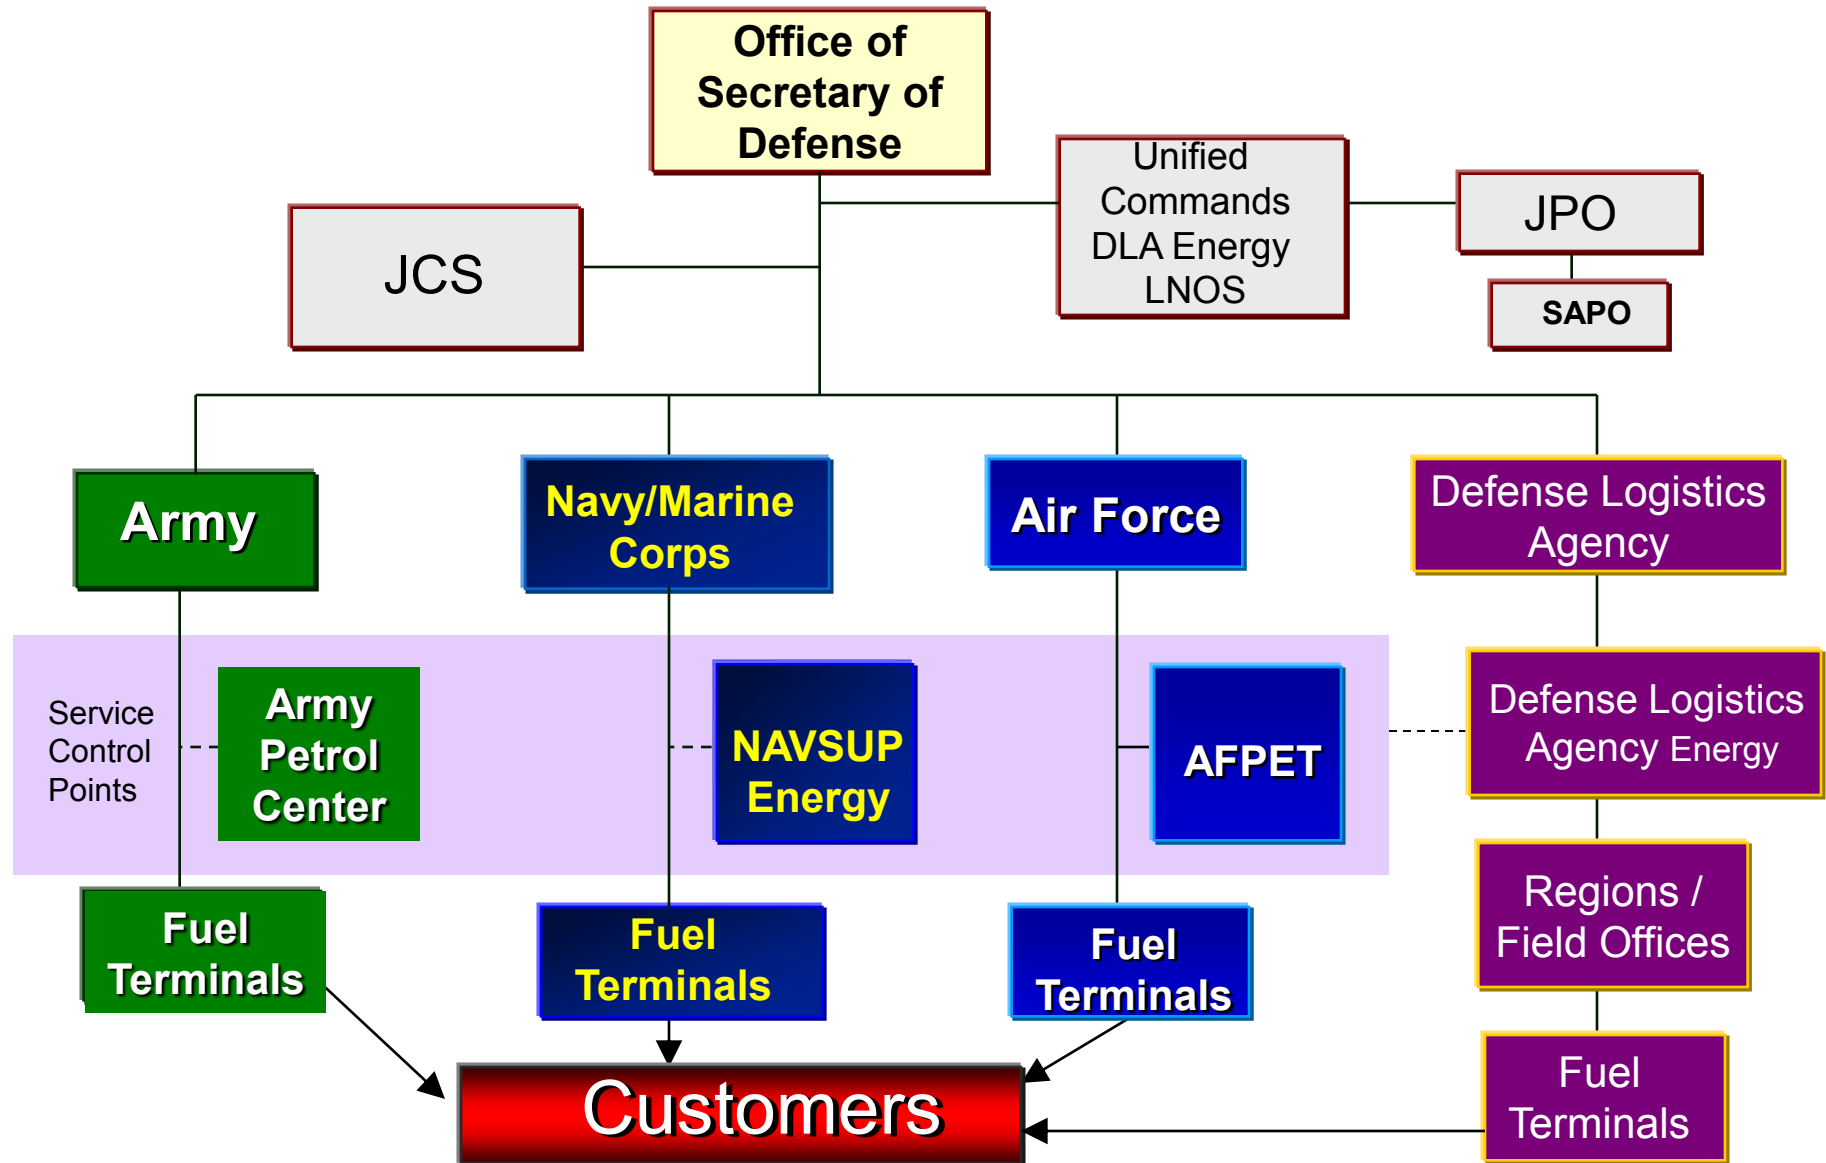 Office of
Secretary of
Defense
Unified
Commands
DLA Energy
LNOS
JPO
JCS
SAPO
Army
Navy/Marine
Corps
Air Force
Defense Logistics
Agency
Service
Control
Points
Army
Petrol
Center
NAVSUP
Energy
AFPET
Defense Logistics
Agency Energy
Fuel
Terminals
Fuel
Terminals
Fuel
Terminals
Regions /
Field Offices
Fuel
Terminals
Customers